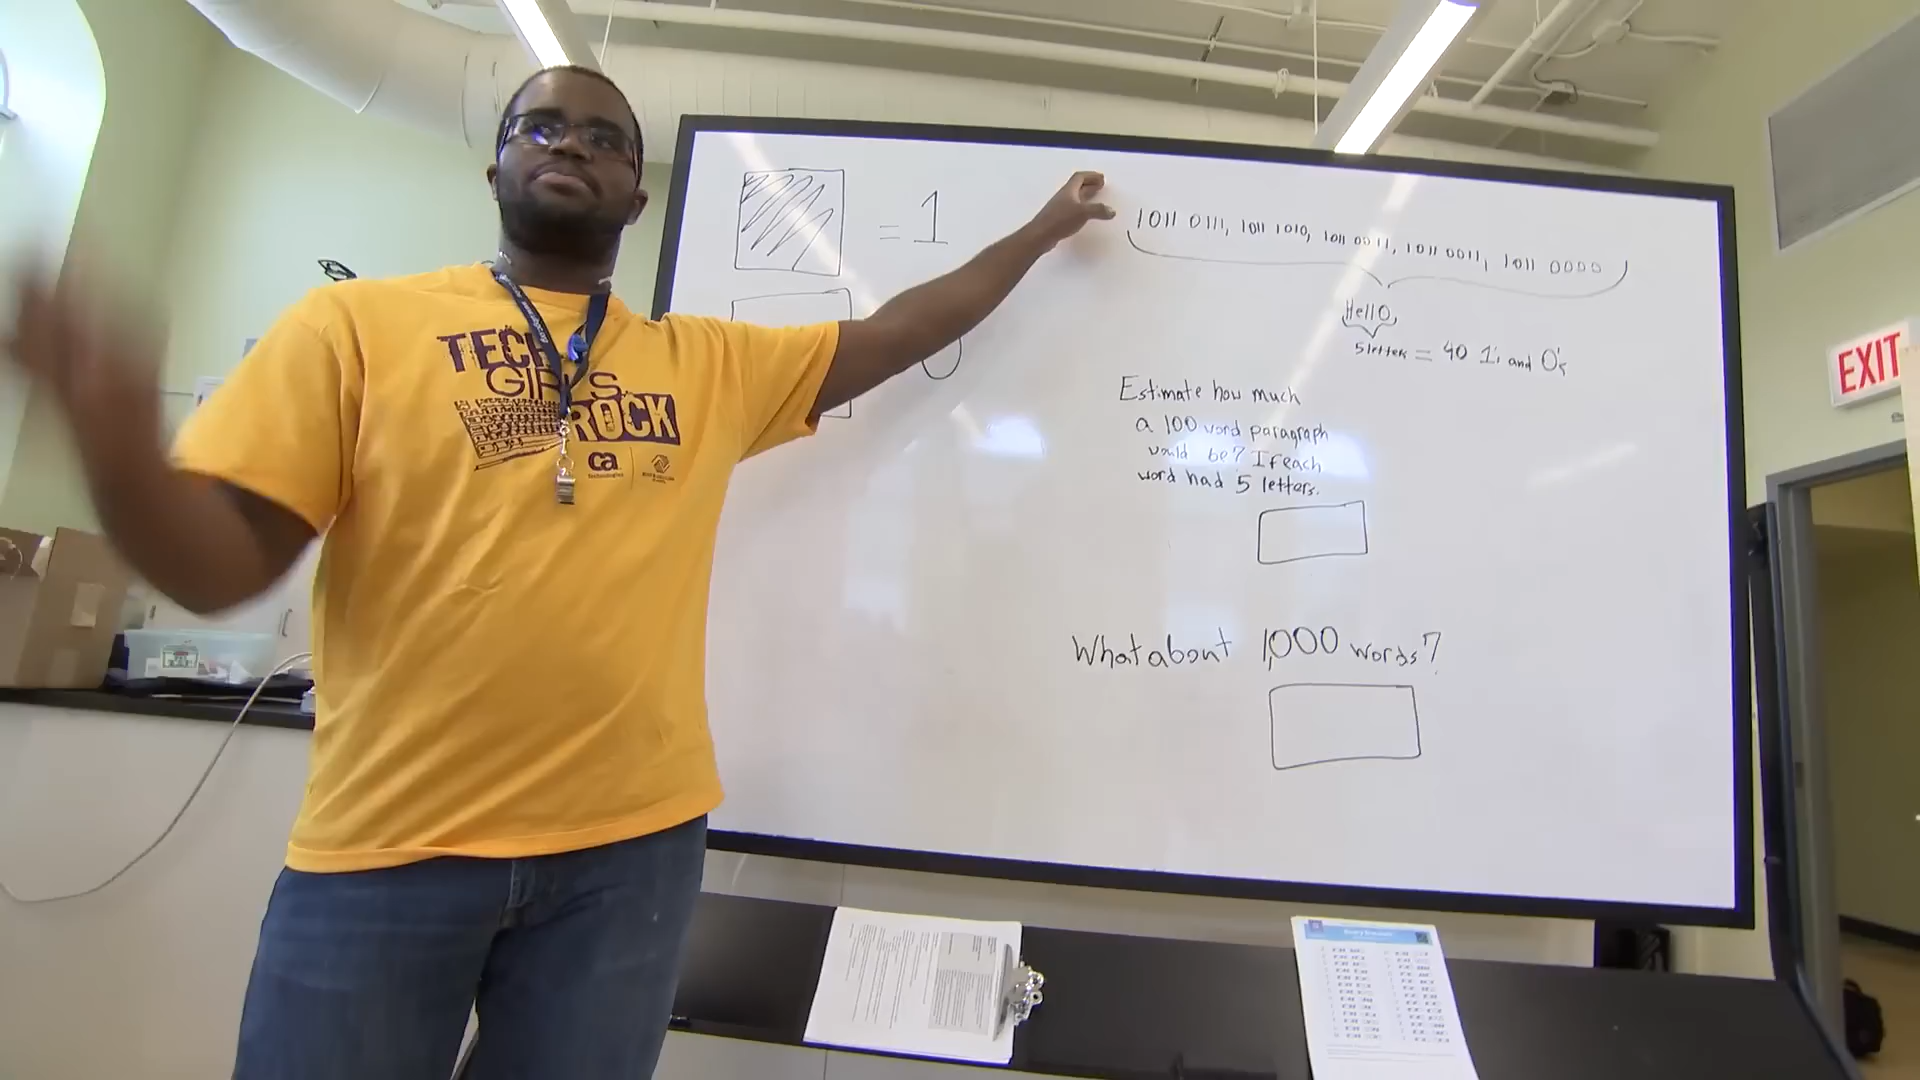 = 1
1011 0111, 1011 1010, 1011 0011, 1011 0011, 1011 0000
Hello,
5 letters = 40 1's and 0's
Estimate how much
a 100 word paragraph
would be? If each
word had 5 letters.
What about 1,000 words?
TECH
GIRLS
ROCK
ca
technologies
EXIT